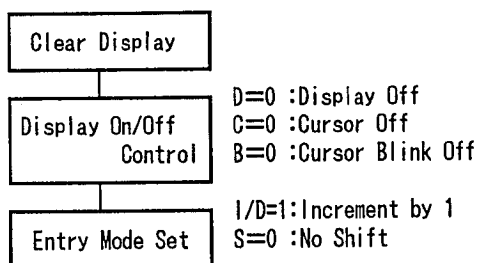 Clear Display
Display On/Off
Control
D=0 :Display Off
C=0 :Cursor Off
B=0 :Cursor Blink Off
Entry Mode Set
I/D=1:Increment by 1
S=0 :No Shift